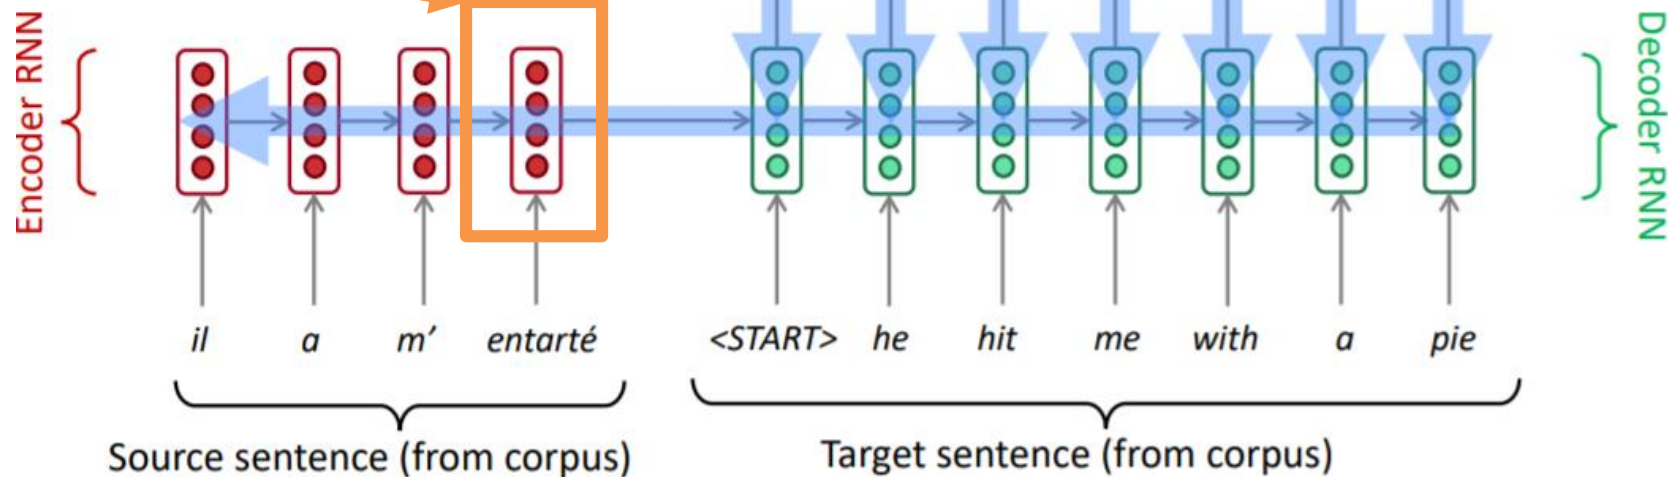 Encoder RNN
Decoder RNN
il a m’ entarté <START> he hit me with a pie
Source sentence (from corpus) Target sentence (from corpus)